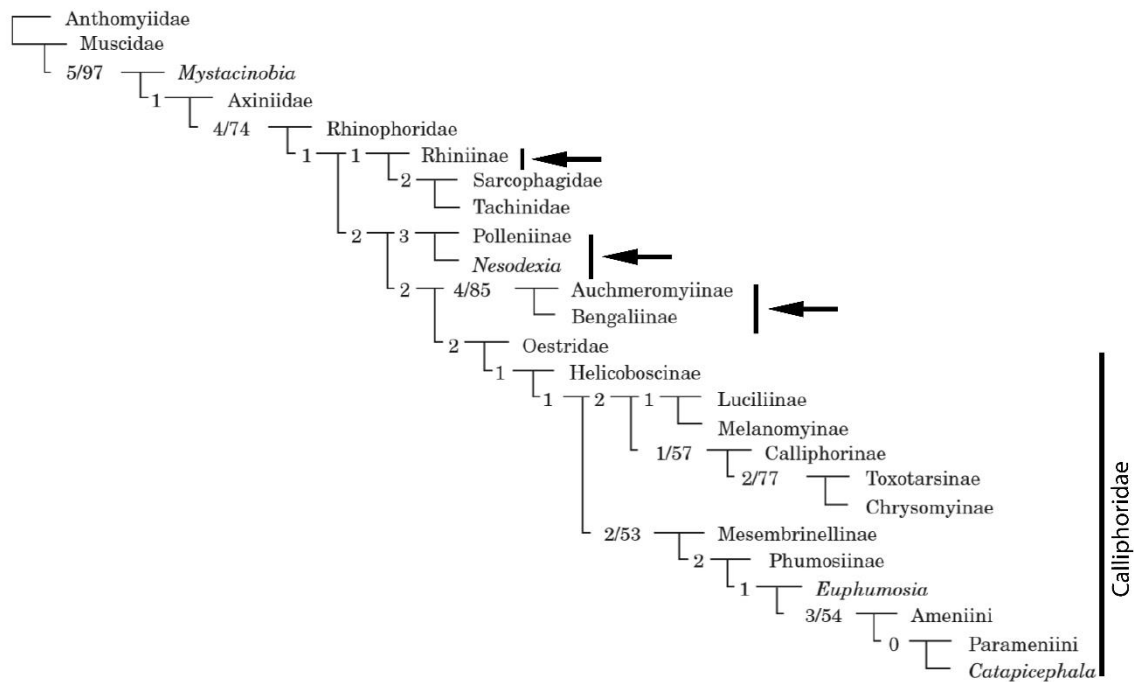 Anthomyiidae
Muscidae
5/97 Mystacinobia
1 Axiniidae
4/74 Rhinophoridae
1 1 Rhiniinae
2 Sarcophagidae
Tachinidae
2 3 Polleniinae
Nesodexia
2 4/85 Auchmeromyiinae
Bengaliinae
2 Oestridae
1 Helicoboscinae
1 2 1 Luciliinae
Melanomyinae
1/57 Calliphorinae
2/77 Toxotarsinae
Chrysomyinae
2/53 Mesembrinellinae
2 Phumosiinae
1 Euphumosia
3/54 Ameniini
0 Parameniini
Catapicephala
Calliphoridae